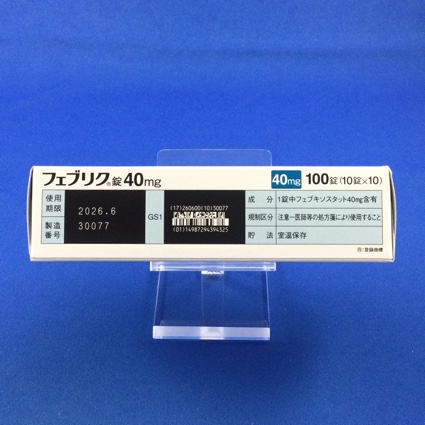 フェブリク®錠40mg
40mg 100錠(10錠×10)
使用期限 2026.6
製造番号 30077
GS1
(17)260600(10)30077
(01)14987294394325
成分 1錠中フェブキソスタット40mg含有
規制区分 注意―医師等の処方箋により使用すること
貯法 室温保存
®:登録商標